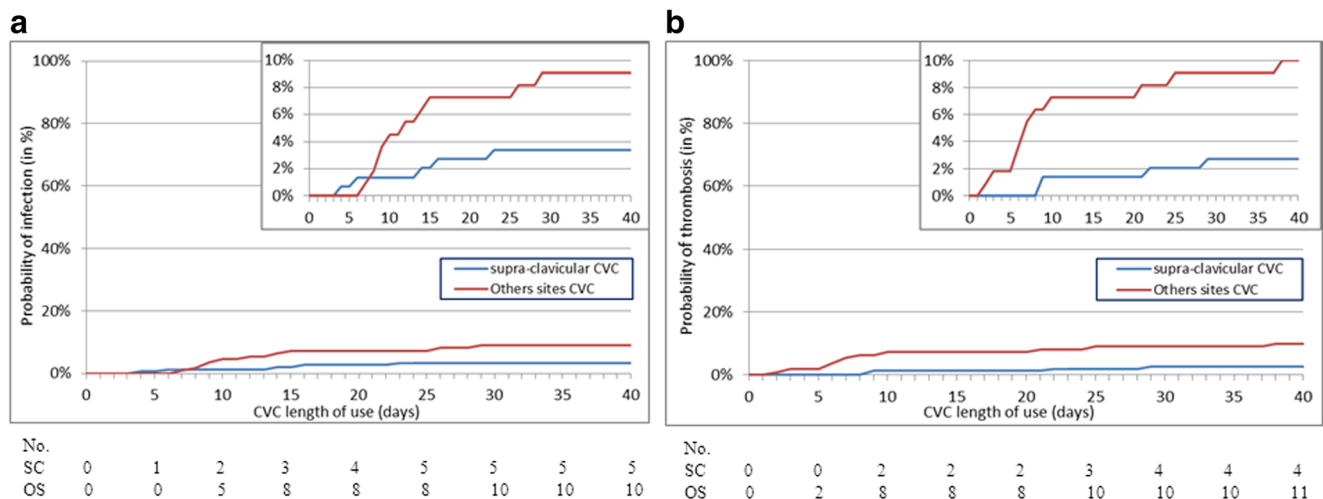 a
Probability of infection (in %)
100%
80%
60%
40%
20%
0%
10%
8%
6%
4%
2%
0%
0 5 10 15 20 25 30 35 40
supra-clavicular CVC
Others sites CVC
0 5 10 15 20 25 30 35 40
CVC length of use (days)
No.
SC 0 1 2 3 4 5 5 5 5
OS 0 0 5 8 8 8 10 10 10
b
Probability of thrombosis (in %)
100%
80%
60%
40%
20%
0%
10%
8%
6%
4%
2%
0%
0 5 10 15 20 25 30 35 40
supra-clavicular CVC
Others sites CVC
0 5 10 15 20 25 30 35 40
CVC length of use (days)
No.
SC 0 0 2 2 2 3 4 4 4
OS 0 2 8 8 8 10 10 10 11